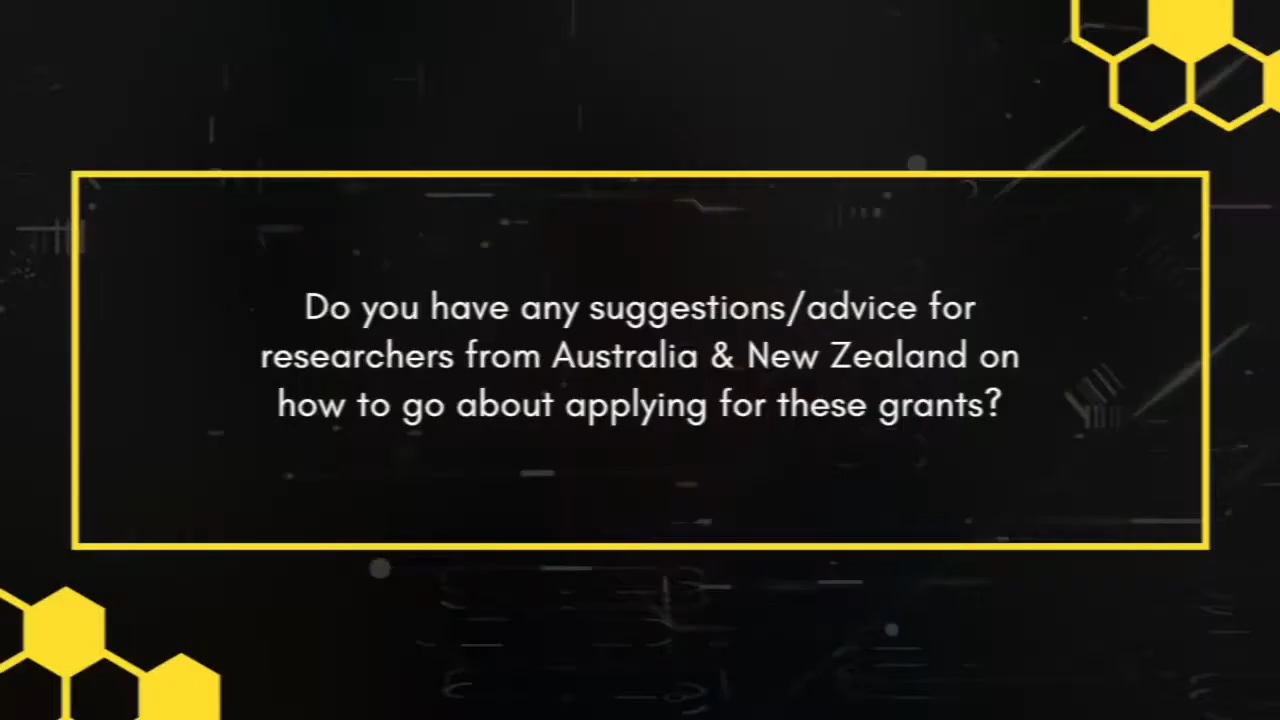 Do you have any suggestions/advice for
researchers from Australia & New Zealand on
how to go about applying for these grants?